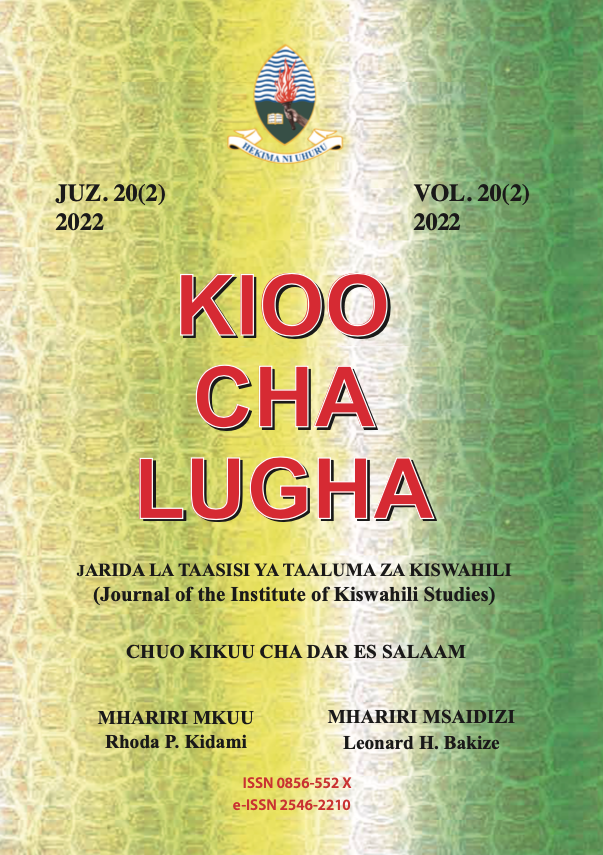 HEKIMA NI UHURU
JUZ. 20(2)
2022
VOL. 20(2)
2022
KIOO
CHA
LUGHA
JARIDA LA TAASISI YA TAALUMA ZA KISWAHILI
(Journal of the Institute of Kiswahili Studies)
CHUO KIKUU CHA DAR ES SALAAM
MHARIRI MKUU
Rhoda P. Kidami
MHARIRI MSAIDIZI
Leonard H. Bakize
ISSN 0856-552 X
e-ISSN 2546-2210